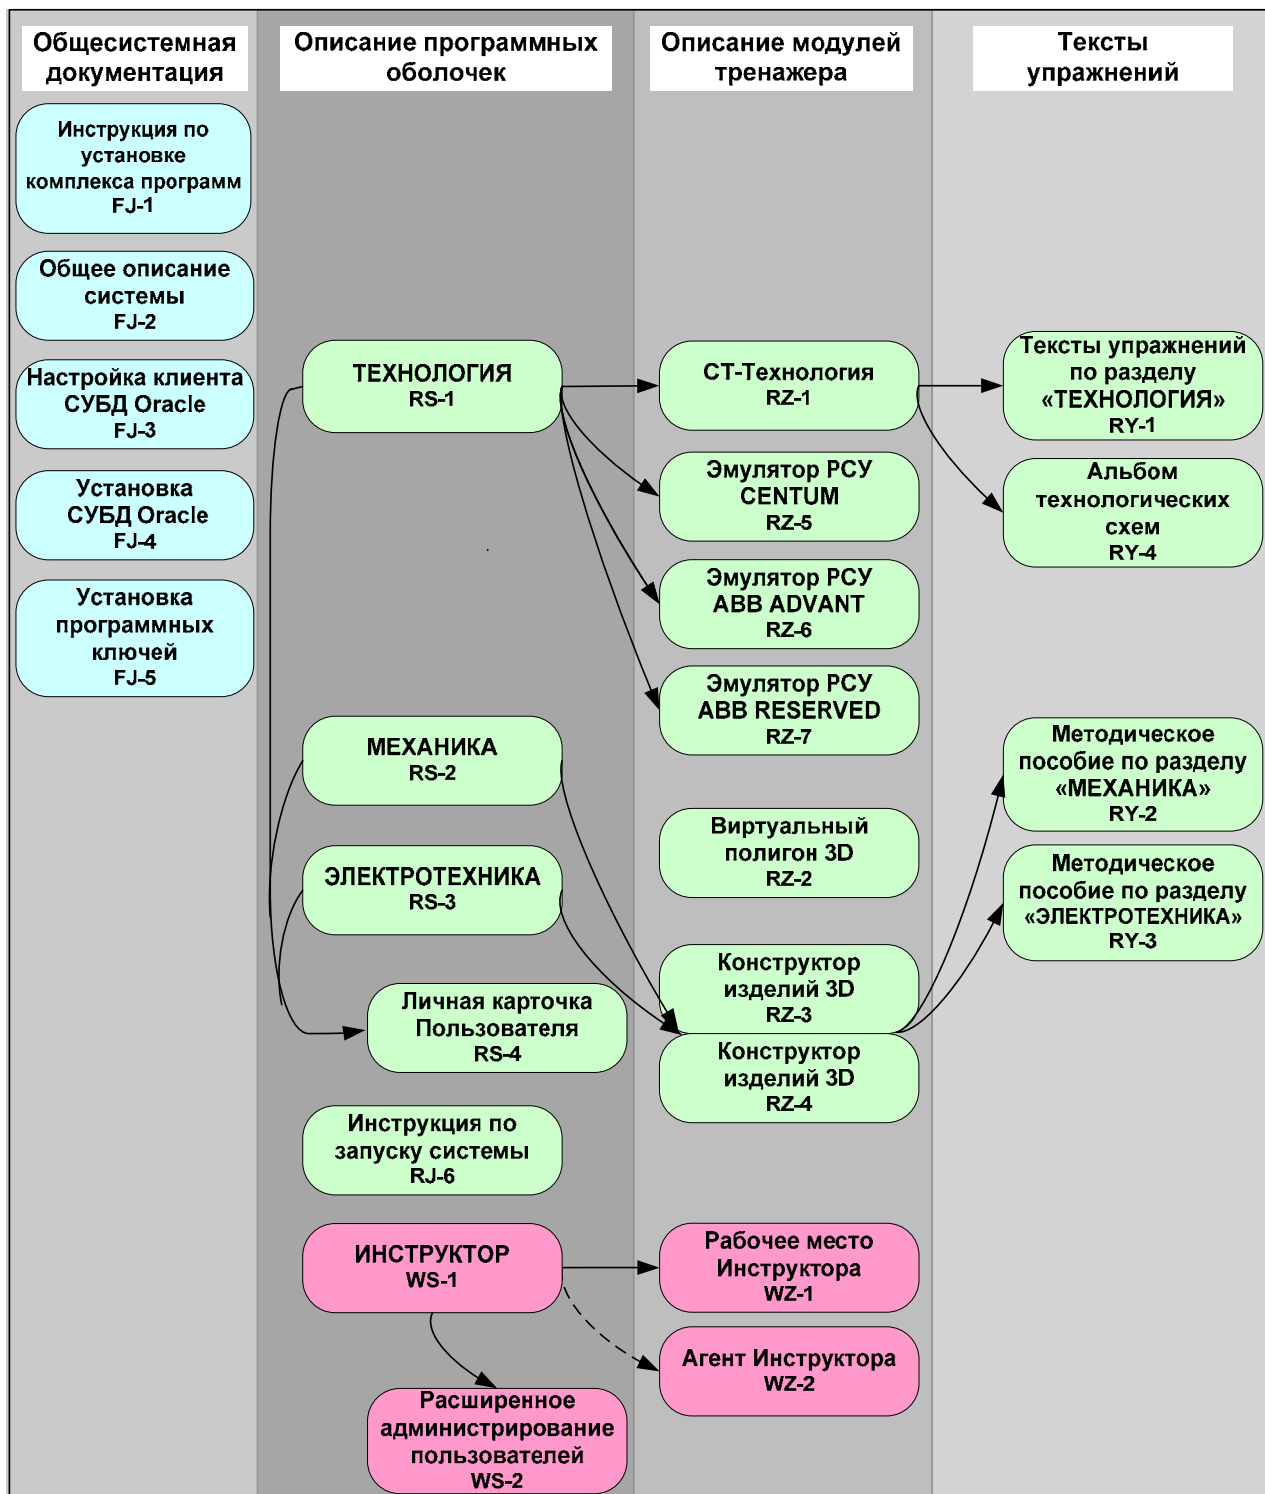 Общесистемная
документация
Описание программных
оболочек
Описание модулей
тренажера
Тексты
упражнений
Инструкция по
установке
комплекса программ
FJ-1
Общее описание
системы
FJ-2
Настройка клиента
СУБД Oracle
FJ-3
Установка
СУБД Oracle
FJ-4
Установка
программных
ключей
FJ-5
ТЕХНОЛОГИЯ
RS-1
МЕХАНИКА
RS-2
ЭЛЕКТРОТЕХНИКА
RS-3
Личная карточка
Пользователя
RS-4
Инструкция по
запуску системы
RJ-6
ИНСТРУКТОР
WS-1
Расширенное
администрирование
пользователей
WS-2
СТ-Технология
RZ-1
Эмулятор РСУ
CENTUM
RZ-5
Эмулятор РСУ
ABB ADVANT
RZ-6
Эмулятор РСУ
ABB RESERVED
RZ-7
Виртуальный
полигон 3D
RZ-2
Конструктор
изделий 3D
RZ-3
Конструктор
изделий 3D
RZ-4
Рабочее место
Инструктора
WZ-1
Агент Инструктора
WZ-2
Тексты упражнений
по разделу
«ТЕХНОЛОГИЯ»
RY-1
Альбом
технологических
схем
RY-4
Методическое
пособие по разделу
«МЕХАНИКА»
RY-2
Методическое
пособие по разделу
«ЭЛЕКТРОТЕХНИКА»
RY-3